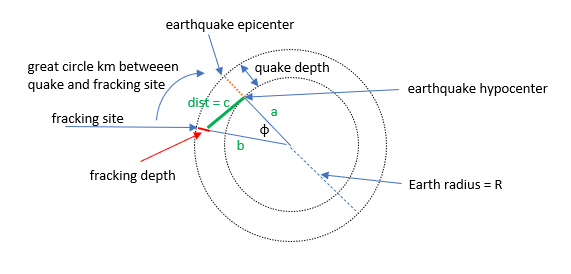 earthquake epicenter
great circle km betweeen
quake and fracking site
quake depth
earthquake hypocenter
dist = c
a
fracking site
ϕ
b
fracking depth
Earth radius = R